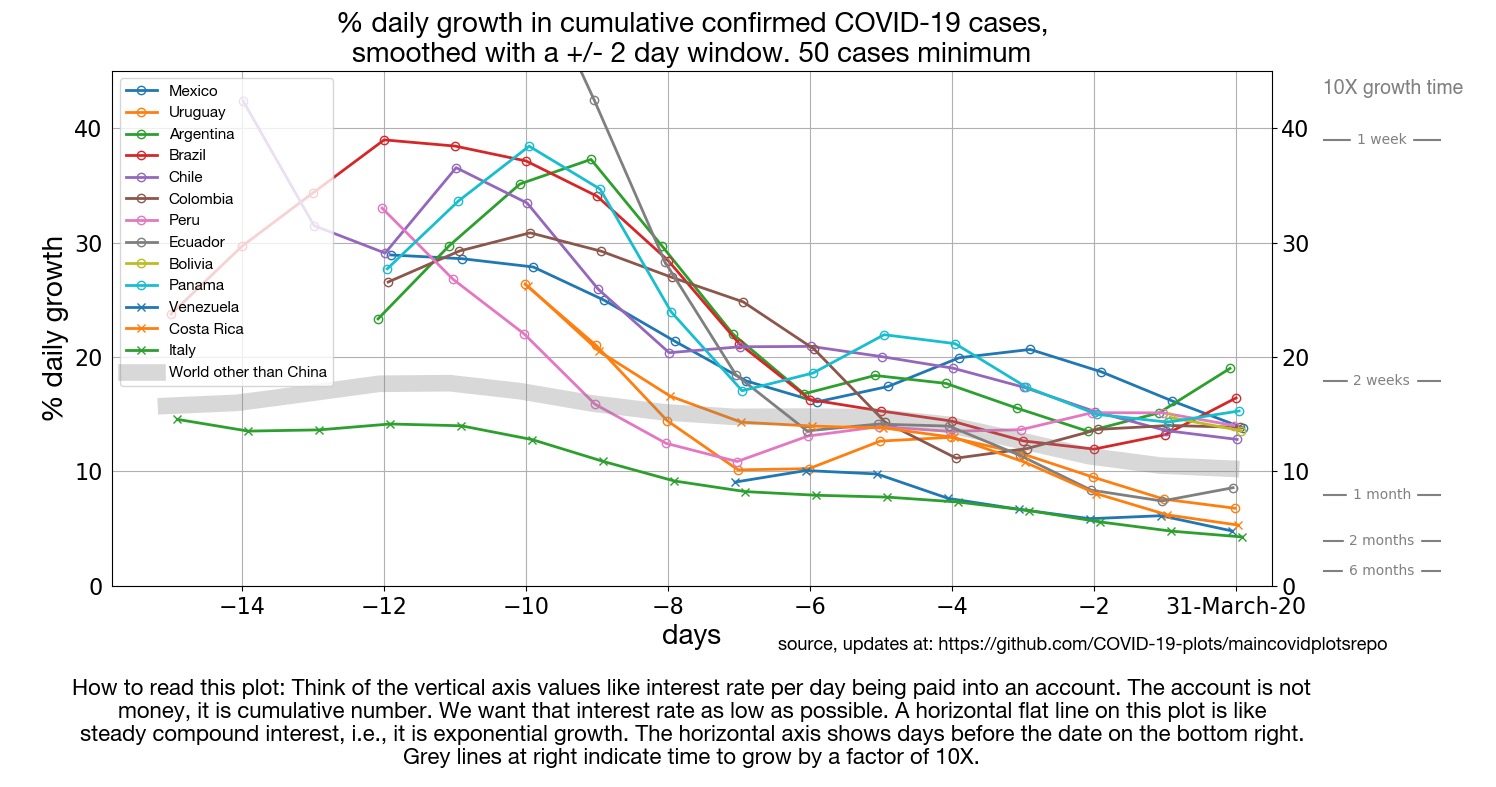 % daily growth in cumulative confirmed COVID-19 cases,
smoothed with a +/- 2 day window. 50 cases minimum
10X growth time
1 week
2 weeks
1 month
2 months
6 months
Mexico
Uruguay
Argentina
Brazil
Chile
Colombia
Peru
Ecuador
Bolivia
Panama
Venezuela
Costa Rica
Italy
World other than China
% daily growth
40
30
20
10
0
40
30
20
10
0
−14 −12 −10 −8 −6 −4 −2 31-March-20
days
source, updates at: https://github.com/COVID-19-plots/maincovidplotsrepo
How to read this plot: Think of the vertical axis values like interest rate per day being paid into an account. The account is not
money, it is cumulative number. We want that interest rate as low as possible. A horizontal flat line on this plot is like
steady compound interest, i.e., it is exponential growth. The horizontal axis shows days before the date on the bottom right.
Grey lines at right indicate time to grow by a factor of 10X.